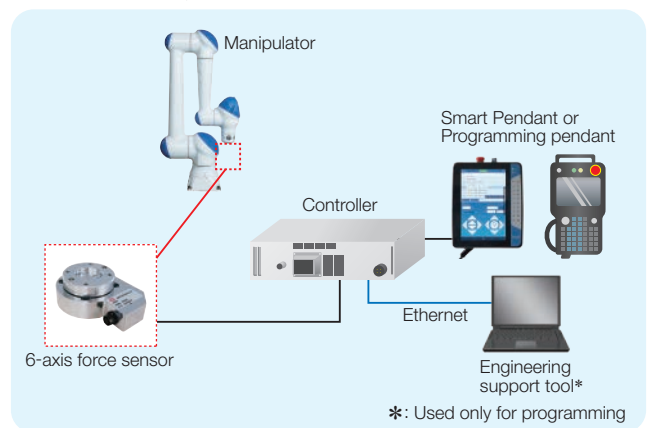 Manipulator
Smart Pendant or
Programming pendant
Controller
Ethernet
6-axis force sensor
Engineering
support tool*
*: Used only for programming